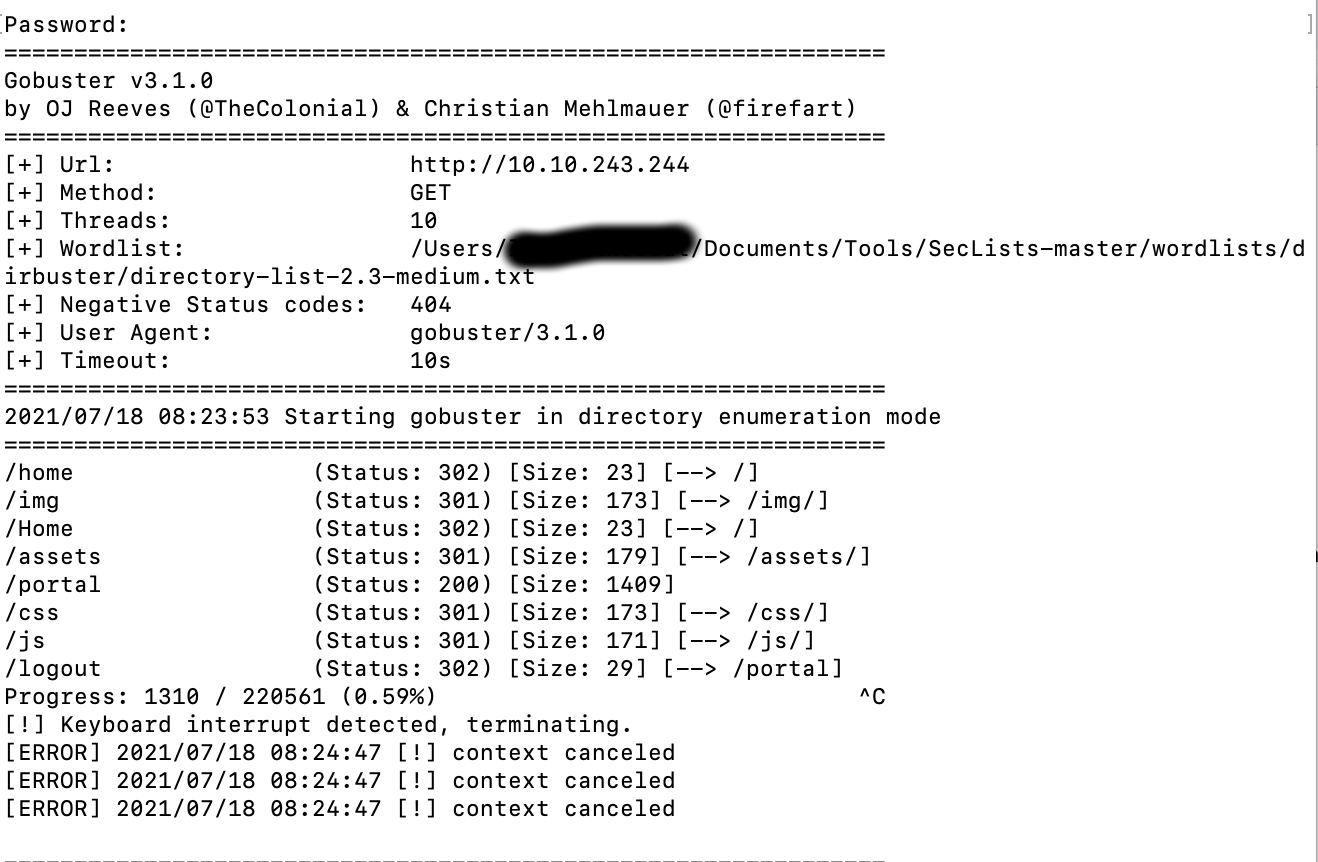 Password:
===============================================================
Gobuster v3.1.0
by OJ Reeves (@TheColonial) & Christian Mehlmauer (@firefart)
===============================================================
[+] Url:                     http://10.10.243.244
[+] Method:                  GET
[+] Threads:                 10
[+] Wordlist:                /Users/ /Documents/Tools/SecLists-master/wordlists/d
irbuster/directory-list-2.3-medium.txt
[+] Negative Status codes:   404
[+] User Agent:              gobuster/3.1.0
[+] Timeout:                 10s
===============================================================
2021/07/18 08:23:53 Starting gobuster in directory enumeration mode
===============================================================
/home                 (Status: 302) [Size: 23] [--> /]
/img                  (Status: 301) [Size: 173] [--> /img/]
/Home                 (Status: 302) [Size: 23] [--> /]
/assets               (Status: 301) [Size: 179] [--> /assets/]
/portal               (Status: 200) [Size: 1409]
/css                  (Status: 301) [Size: 173] [--> /css/]
/js                   (Status: 301) [Size: 171] [--> /js/]
/logout               (Status: 302) [Size: 29] [--> /portal]
Progress: 1310 / 220561 (0.59%)                              ^C
[!] Keyboard interrupt detected, terminating.
[ERROR] 2021/07/18 08:24:47 [!] context canceled
[ERROR] 2021/07/18 08:24:47 [!] context canceled
[ERROR] 2021/07/18 08:24:47 [!] context canceled